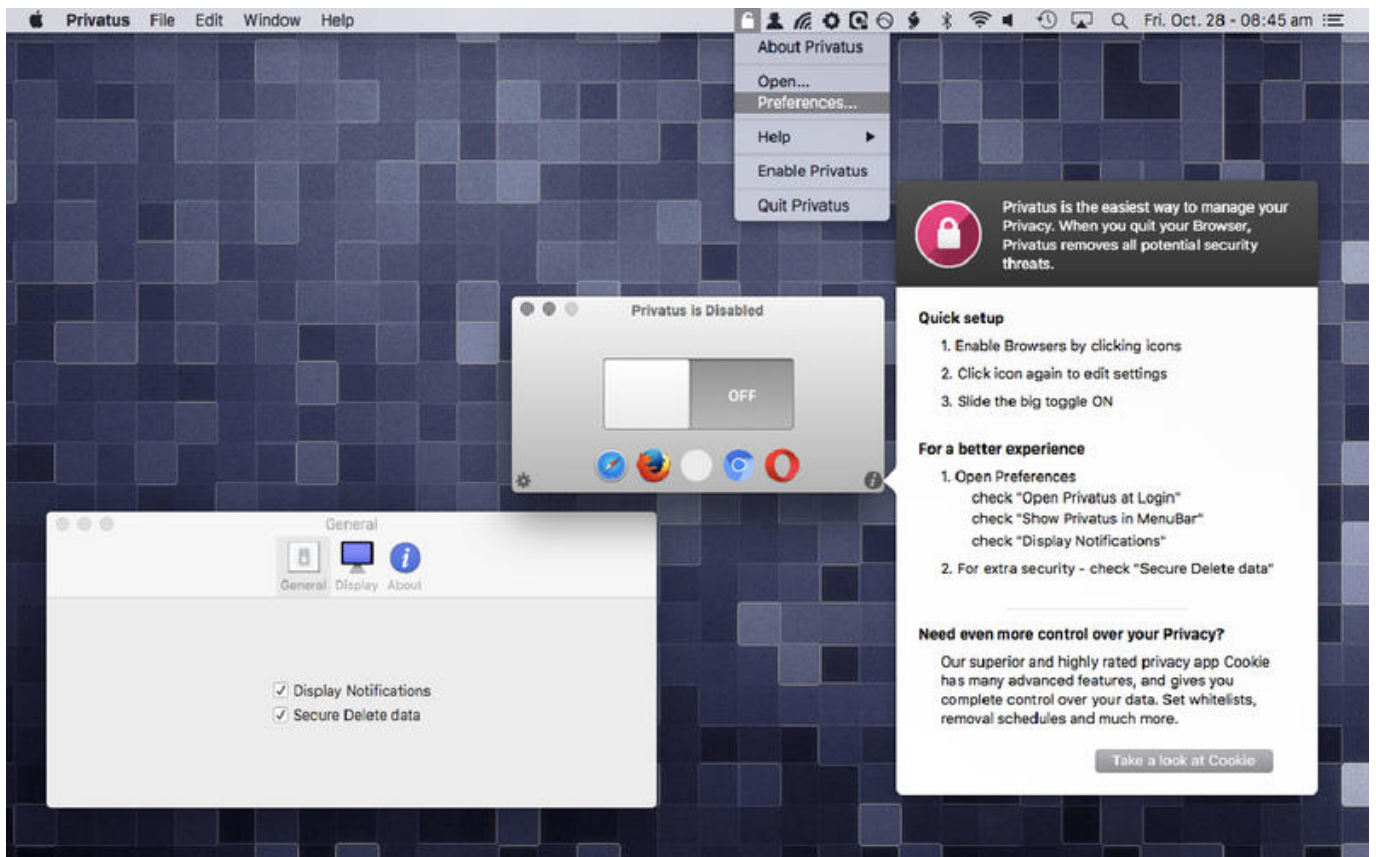 Privatus File Edit Window Help
Fri. Oct. 28 - 08:45 am
About Privatus
Open...
Preferences...
Help
Enable Privatus
Quit Privatus
Privatus is the easiest way to manage your
Privacy. When you quit your Browser,
Privatus removes all potential security
threats.
Privatus is Disabled
OFF
Quick setup
1. Enable Browsers by clicking icons
2. Click icon again to edit settings
3. Slide the big toggle ON
For a better experience
1. Open Preferences
check "Open Privatus at Login"
check "Show Privatus in MenuBar"
check "Display Notifications"
2. For extra security - check "Secure Delete data"
Need even more control over your Privacy?
Our superior and highly rated privacy app Cookie
has many advanced features, and gives you
complete control over your data. Set whitelists,
removal schedules and much more.
Take a look at Cookie
General
General Display About
Display Notifications
Secure Delete data